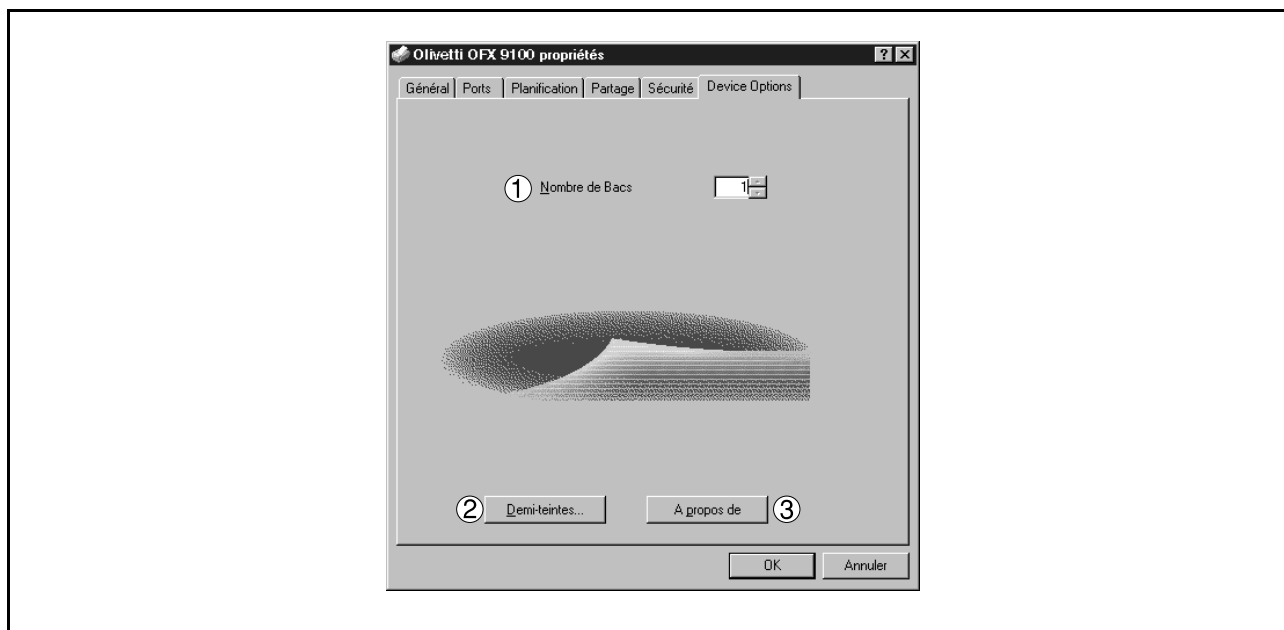 Olivetti OFX 9100 propriétés
Général Ports Planification Partage Sécurité Device Options
① Nombre de Bacs 1
② Demi-teintes... A propos de ③
OK Annuler